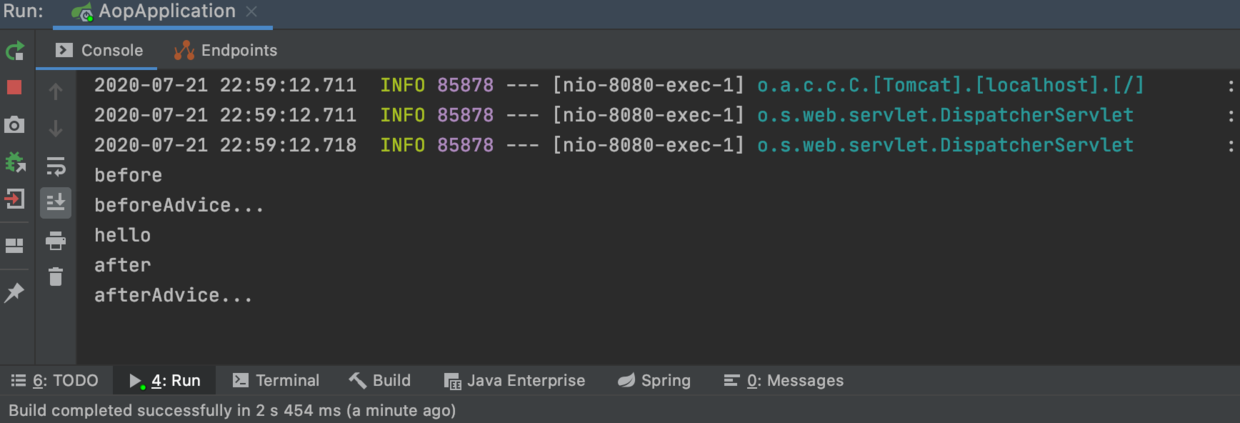 Run: AopApplication
Console Endpoints
2020-07-21 22:59:12.711 INFO 85878 --- [nio-8080-exec-1] o.a.c.c.C.[Tomcat].[localhost].[/] :
2020-07-21 22:59:12.711 INFO 85878 --- [nio-8080-exec-1] o.s.web.servlet.DispatcherServlet :
2020-07-21 22:59:12.718 INFO 85878 --- [nio-8080-exec-1] o.s.web.servlet.DispatcherServlet :
before
beforeAdvice...
hello
after
afterAdvice...
6: TODO 4: Run Terminal Build Java Enterprise Spring 0: Messages
Build completed successfully in 2 s 454 ms (a minute ago)